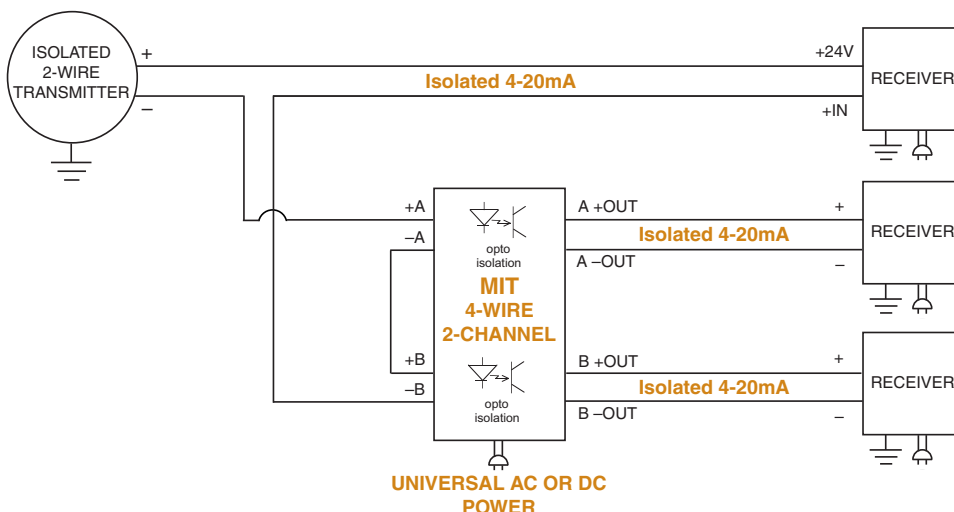 ISOLATED
2-WIRE
TRANSMITTER
+
–
+24V
Isolated 4-20mA
+IN
RECEIVER
+A
–A
opto
isolation
MIT
4-WIRE
2-CHANNEL
+B
–B
opto
isolation
A +OUT
Isolated 4-20mA
A –OUT
+
–
RECEIVER
B +OUT
Isolated 4-20mA
B –OUT
+
–
RECEIVER
UNIVERSAL AC OR DC
POWER